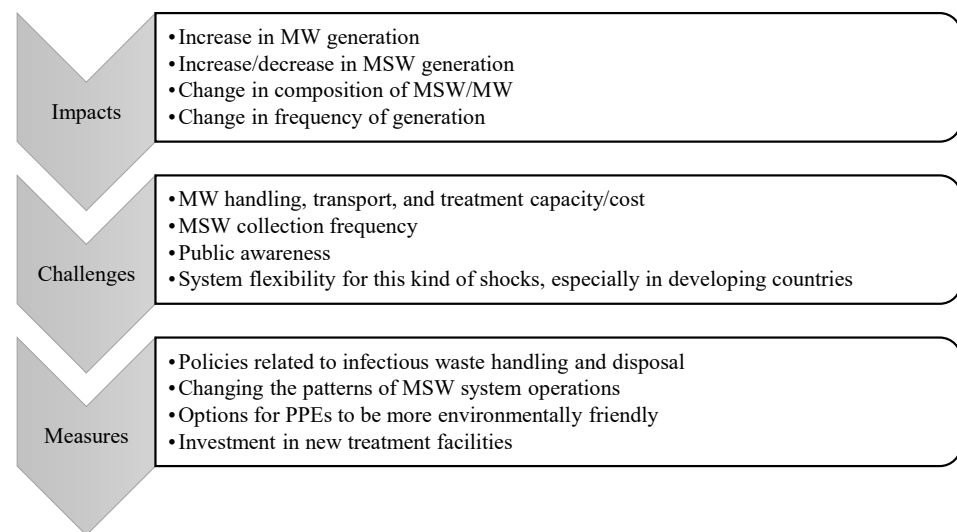 Impacts
•Increase in MW generation
•Increase/decrease in MSW generation
•Change in composition of MSW/MW
•Change in frequency of generation
Challenges
•MW handling, transport, and treatment capacity/cost
•MSW collection frequency
•Public awareness
•System flexibility for this kind of shocks, especially in developing countries
Measures
•Policies related to infectious waste handling and disposal
•Changing the patterns of MSW system operations
•Options for PPEs to be more environmentally friendly
•Investment in new treatment facilities